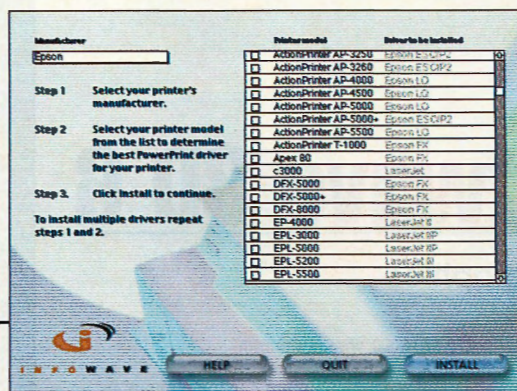 Manufacturer
Epson
Step 1 Select your printer's
manufacturer.
Step 2 Select your printer model
from the list to determine
the best PowerPrint driver
for your printer.
Step 3. Click Install to continue.
To install multiple drivers repeat
steps 1 and 2.
Printer model Driver to be installed
ActionPrinter AP-3250 Epson ESC/P2
ActionPrinter AP-3260 Epson ESC/P2
ActionPrinter AP-4000 Epson LQ
ActionPrinter AP-4500 Epson LQ
ActionPrinter AP-5000 Epson LQ
ActionPrinter AP-5000+ Epson ESC/P2
ActionPrinter AP-5500 Epson LQ
ActionPrinter T-1000 Epson FX
Apex 80 Epson FX
c3000 LaserJet
DFX-5000 Epson FX
DFX-5000+ Epson FX
DFX-8000 Epson FX
EP-4000 LaserJet II
EPL-3000 LaserJet IIP
EPL-5000 LaserJet IIP
EPL-5200 LaserJet III
EPL-5500 LaserJet III
INFOWAVE
HELP QUIT INSTALL